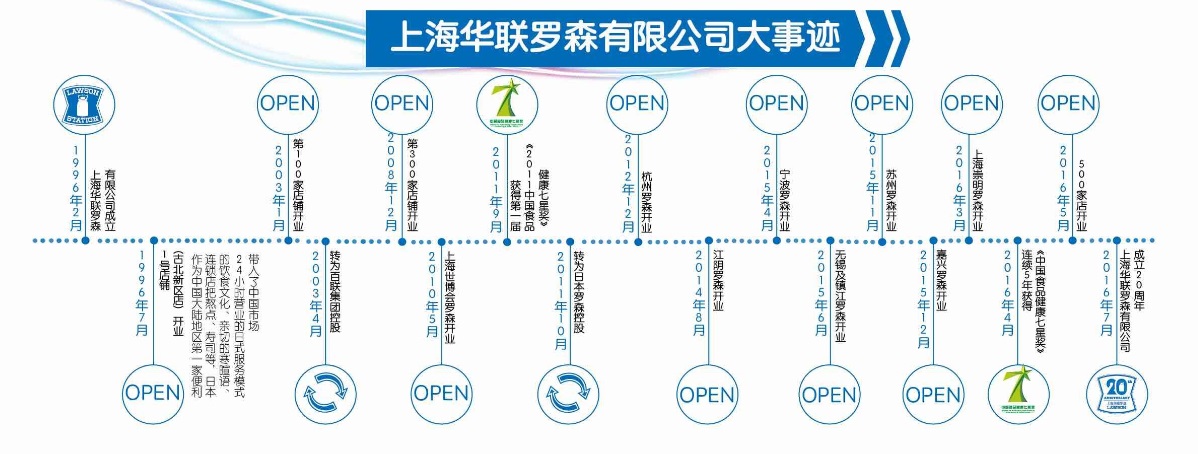 上海华联罗森有限公司大事迹
LAWSON
STATION
1996年2月
上海华联罗森
有限公司成立
1996年7月
1号店铺
(古北新区店)开业
作为中国大陆地区第一家便利
连锁店把熬点、寿司等,日本
的饮食文化、亲切的寒暄语、
24小时营业的日式服务模式
带入了中国市场
OPEN
OPEN
2003年1月
第100家店铺开业
2003年4月
转为百联集团控股
OPEN
2008年12月
第300家店铺开业
2010年5月
上海世博会罗森开业
OPEN
2011年9月
获得第一届
《2011中国食品
健康七星奖》
2011年10月
转为日本罗森控股
OPEN
2012年12月
杭州罗森开业
2014年8月
江阴罗森开业
OPEN
OPEN
2015年4月
宁波罗森开业
2015年6月
无锡及镇江罗森开业
OPEN
OPEN
2015年11月
苏州罗森开业
2015年12月
嘉兴罗森开业
OPEN
OPEN
2016年3月
上海崇明罗森开业
2016年4月
连续5年获得
《中国食品健康七星奖》
OPEN
2016年5月
500家店开业
2016年7月
上海华联罗森有限公司
成立20周年
20TH
ANNIVERSARY
LAWSON